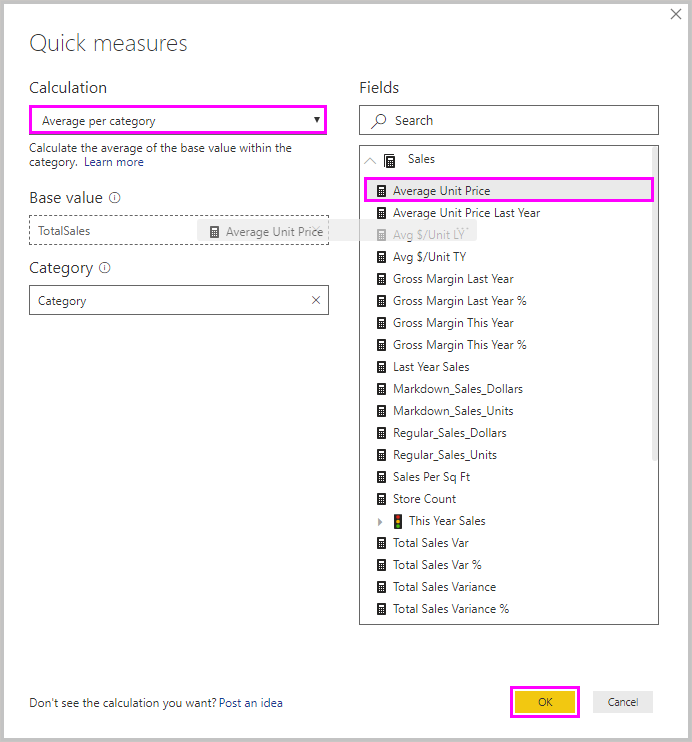 Quick measures
Calculation
Average per category
Calculate the average of the base value within the
category. Learn more
Base value
TotalSales
Average Unit Price
Category
Category
Fields
Search
Sales
Average Unit Price
Average Unit Price Last Year
Avg $/Unit LY
Avg $/Unit TY
Gross Margin Last Year
Gross Margin Last Year %
Gross Margin This Year
Gross Margin This Year %
Last Year Sales
Markdown_Sales_Dollars
Markdown_Sales_Units
Regular_Sales_Dollars
Regular_Sales_Units
Sales Per Sq Ft
Store Count
This Year Sales
Total Sales Var
Total Sales Var %
Total Sales Variance
Total Sales Variance %
Don't see the calculation you want? Post an idea
OK
Cancel